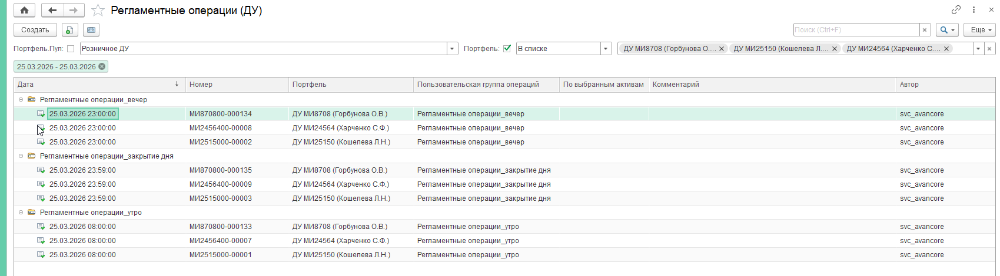 Регламентные операции (ДУ)
Создать Поиск (Ctrl+F) Еще
Портфель.Пул: Розничное ДУ Портфель: В списке ДУ МИ8708 (Горбунова О.... ДУ МИ25150 (Кошелева Л.... ДУ МИ24564 (Харченко С....
25.03.2026 - 25.03.2026
Дата Номер Портфель Пользовательская группа операций По выбранным активам Комментарий Автор
Регламентные операции_вечер
25.03.2026 23:00:00 МИ870800-000134 ДУ МИ8708 (Горбунова О.В.) Регламентные операции_вечер svc_avancore
25.03.2026 23:00:00 МИ2456400-00008 ДУ МИ24564 (Харченко С.Ф.) Регламентные операции_вечер svc_avancore
25.03.2026 23:00:00 МИ2515000-00002 ДУ МИ25150 (Кошелева Л.Н.) Регламентные операции_вечер svc_avancore
Регламентные операции_закрытие дня
25.03.2026 23:59:00 МИ870800-000135 ДУ МИ8708 (Горбунова О.В.) Регламентные операции_закрытие дня svc_avancore
25.03.2026 23:59:00 МИ2456400-00009 ДУ МИ24564 (Харченко С.Ф.) Регламентные операции_закрытие дня svc_avancore
25.03.2026 23:59:00 МИ2515000-00003 ДУ МИ25150 (Кошелева Л.Н.) Регламентные операции_закрытие дня svc_avancore
Регламентные операции_утро
25.03.2026 08:00:00 МИ870800-000133 ДУ МИ8708 (Горбунова О.В.) Регламентные операции_утро svc_avancore
25.03.2026 08:00:00 МИ2456400-00007 ДУ МИ24564 (Харченко С.Ф.) Регламентные операции_утро svc_avancore
25.03.2026 08:00:00 МИ2515000-00001 ДУ МИ25150 (Кошелева Л.Н.) Регламентные операции_утро svc_avancore